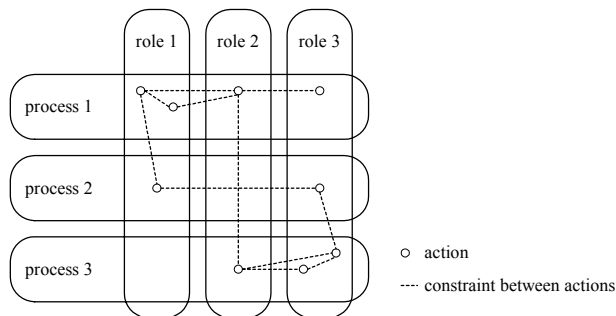 role 1 role 2 role 3
process 1
process 2
process 3
action
constraint between actions